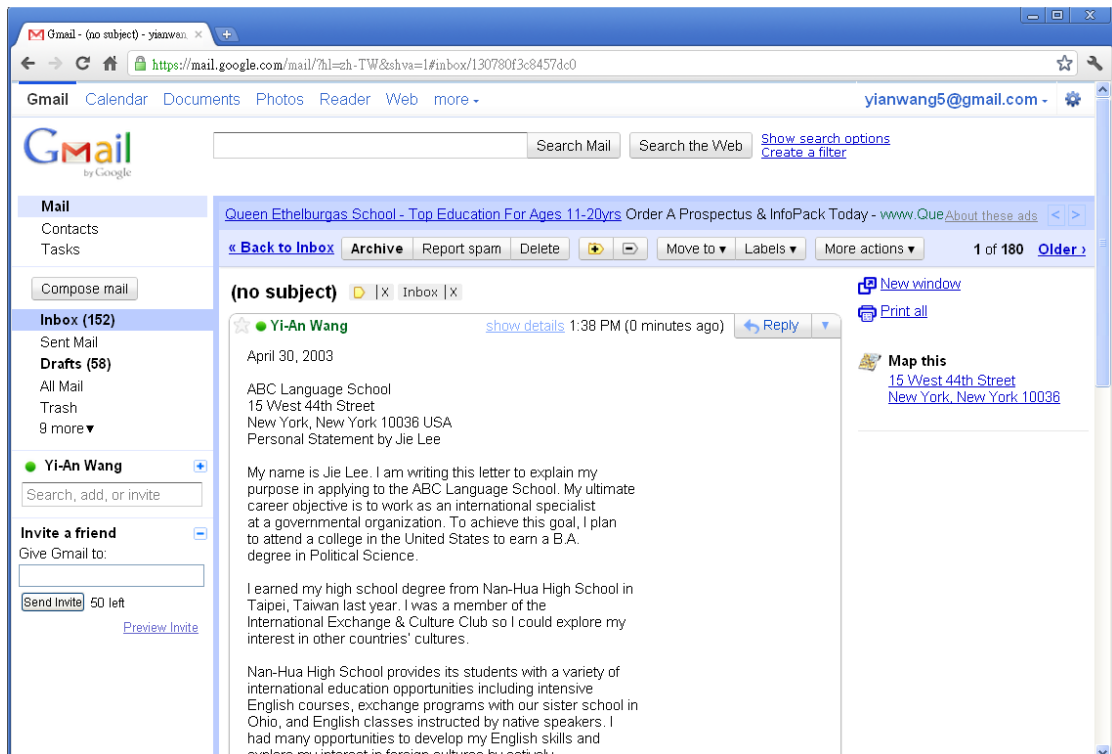 Gmail - (no subject) - yianwan
https://mail.google.com/mail/?hl=zh-TW&shva=1#inbox/130780f3c8457dc0
Gmail Calendar Documents Photos Reader Web more
yianwang5@gmail.com
Gmail
by Google
Search Mail
Search the Web
Show search options
Create a filter
Mail
Contacts
Tasks
Compose mail
Inbox (152)
Sent Mail
Drafts (58)
All Mail
Trash
9 more▼
Yi-An Wang
Search, add, or invite
Invite a friend
Give Gmail to:
Send Invite 50 left
Preview Invite
Queen Ethelburgas School - Top Education For Ages 11-20yrs Order A Prospectus & InfoPack Today - www.Que About these ads < >
« Back to Inbox Archive Report spam Delete Move to ▾ Labels ▾ More actions ▾ 1 of 180 Older ›
(no subject) |X Inbox |X
Yi-An Wang show details 1:38 PM (0 minutes ago) Reply ▼
April 30, 2003
ABC Language School
15 West 44th Street
New York, New York 10036 USA
Personal Statement by Jie Lee
My name is Jie Lee. I am writing this letter to explain my
purpose in applying to the ABC Language School. My ultimate
career objective is to work as an international specialist
at a governmental organization. To achieve this goal, I plan
to attend a college in the United States to earn a B.A.
degree in Political Science.
I earned my high school degree from Nan-Hua High School in
Taipei, Taiwan last year. I was a member of the
International Exchange & Culture Club so I could explore my
interest in other countries' cultures.
Nan-Hua High School provides its students with a variety of
international education opportunities including intensive
English courses, exchange programs with our sister school in
Ohio, and English classes instructed by native speakers. I
had many opportunities to develop my English skills and
explore my interest in foreign cultures by actively
New window
Print all
Map this
15 West 44th Street
New York, New York 10036